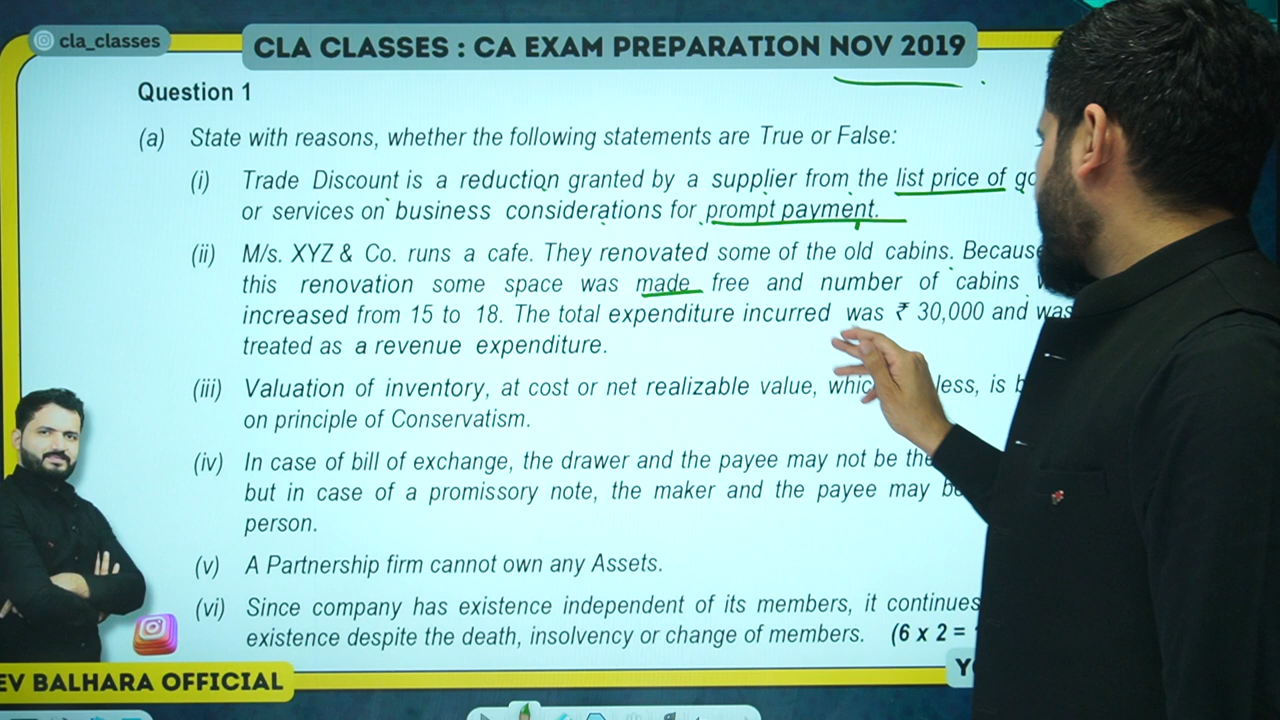 cla_classes
CLA CLASSES : CA EXAM PREPARATION NOV 2019
Question 1
(a) State with reasons, whether the following statements are True or False:
(i) Trade Discount is a reduction granted by a supplier from the list price of
or services on business considerations for prompt payment.
(ii) M/s. XYZ & Co. runs a cafe. They renovated some of the old cabins.
this renovation some space was made free and number of cabins
increased from 15 to 18. The total expenditure incurred was ₹ 30,000 and was
treated as a revenue expenditure.
(iii) Valuation of inventory, at cost or net realizable value, less, is
on principle of Conservatism.
(iv) In case of bill of exchange, the drawer and the payee may not be
but in case of a promissory note, the maker and the payee may
person.
(v) A Partnership firm cannot own any Assets.
(vi) Since company has existence independent of its members, it continues
existence despite the death, insolvency or change of members. (6 x 2 =
EV BALHARA OFFICIAL